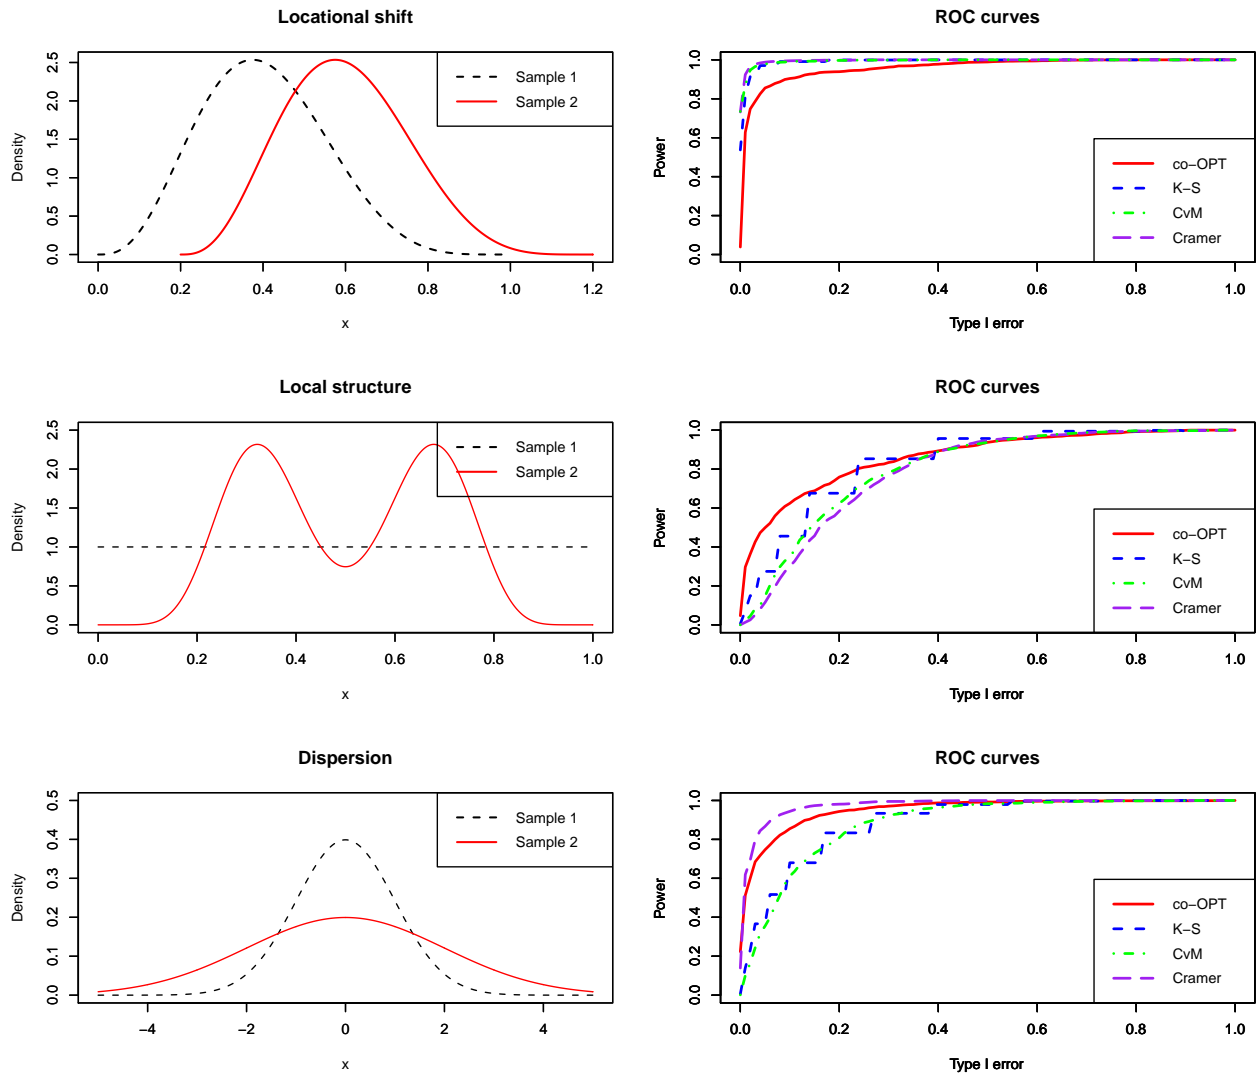 Locational shift
Density
0.0 0.5 1.0 1.5 2.0 2.5
Sample 1
Sample 2
0.0 0.2 0.4 0.6 0.8 1.0 1.2
x
ROC curves
Power
0.0 0.2 0.4 0.6 0.8 1.0
co-OPT
K-S
CvM
Cramer
0.0 0.2 0.4 0.6 0.8 1.0
Type I error
Local structure
Density
0.0 0.5 1.0 1.5 2.0 2.5
Sample 1
Sample 2
0.0 0.2 0.4 0.6 0.8 1.0
x
ROC curves
Power
0.0 0.2 0.4 0.6 0.8 1.0
co-OPT
K-S
CvM
Cramer
0.0 0.2 0.4 0.6 0.8 1.0
Type I error
Dispersion
Density
0.0 0.1 0.2 0.3 0.4 0.5
Sample 1
Sample 2
−4 −2 0 2 4
x
ROC curves
Power
0.0 0.2 0.4 0.6 0.8 1.0
co-OPT
K-S
CvM
Cramer
0.0 0.2 0.4 0.6 0.8 1.0
Type I error